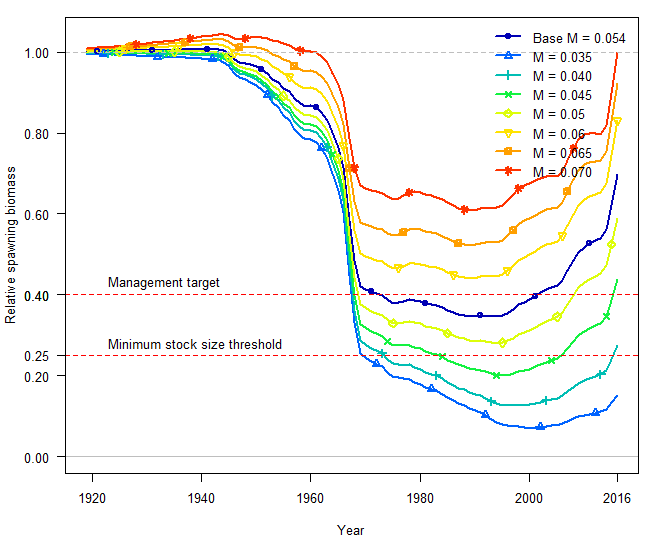 Relative spawning biomass
1.00
0.80
0.60
0.40
0.25
0.20
0.00
Base M = 0.054
M = 0.035
M = 0.040
M = 0.045
M = 0.05
M = 0.06
M = 0.065
M = 0.070
Management target
Minimum stock size threshold
1920
1940
1960
1980
2000
2016
Year